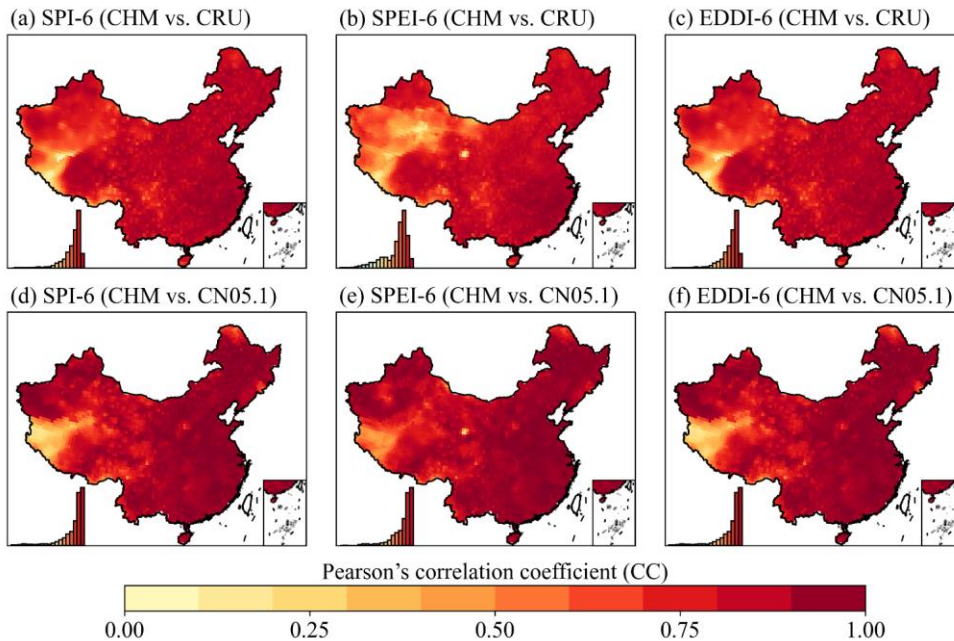 (a) SPI-6 (CHM vs. CRU)
(b) SPEI-6 (CHM vs. CRU)
(c) EDDI-6 (CHM vs. CRU)
(d) SPI-6 (CHM vs. CN05.1)
(e) SPEI-6 (CHM vs. CN05.1)
(f) EDDI-6 (CHM vs. CN05.1)
Pearson's correlation coefficient (CC)
0.00 0.25 0.50 0.75 1.00